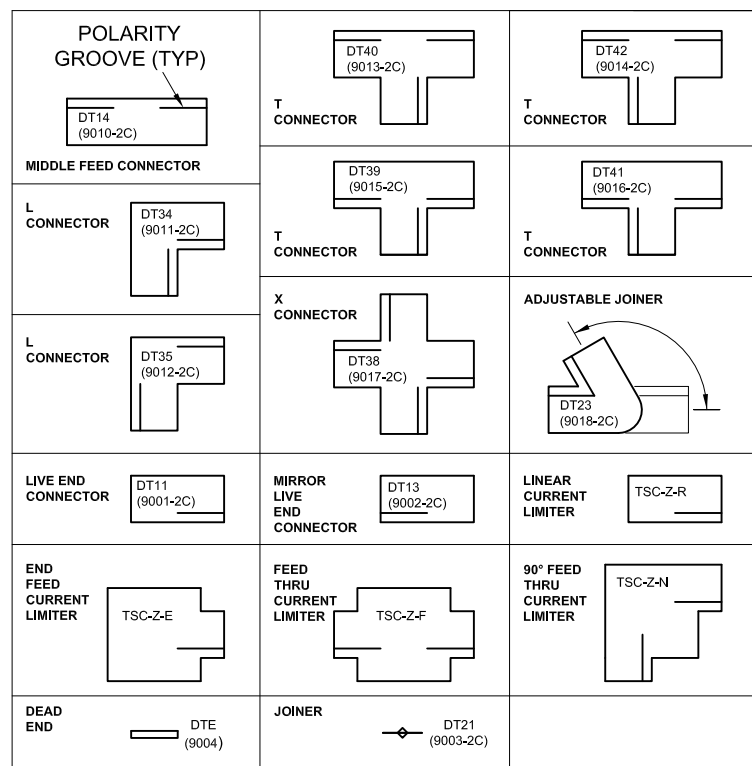 POLARITY
GROOVE (TYP)
DT14
(9010-2C)
MIDDLE FEED CONNECTOR
DT40
(9013-2C)
T
CONNECTOR
DT42
(9014-2C)
T
CONNECTOR
L
CONNECTOR
DT34
(9011-2C)
DT39
(9015-2C)
T
CONNECTOR
DT41
(9016-2C)
T
CONNECTOR
L
CONNECTOR
DT35
(9012-2C)
X
CONNECTOR
DT38
(9017-2C)
ADJUSTABLE JOINER
DT23
(9018-2C)
LIVE END
CONNECTOR
DT11
(9001-2C)
MIRROR
LIVE
END
CONNECTOR
DT13
(9002-2C)
LINEAR
CURRENT
LIMITER
TSC-Z-R
END
FEED
CURRENT
LIMITER
TSC-Z-E
FEED
THRU
CURRENT
LIMITER
TSC-Z-F
90° FEED
THRU
CURRENT
LIMITER
TSC-Z-N
DEAD
END
DTE
(9004)
JOINER
DT21
(9003-2C)